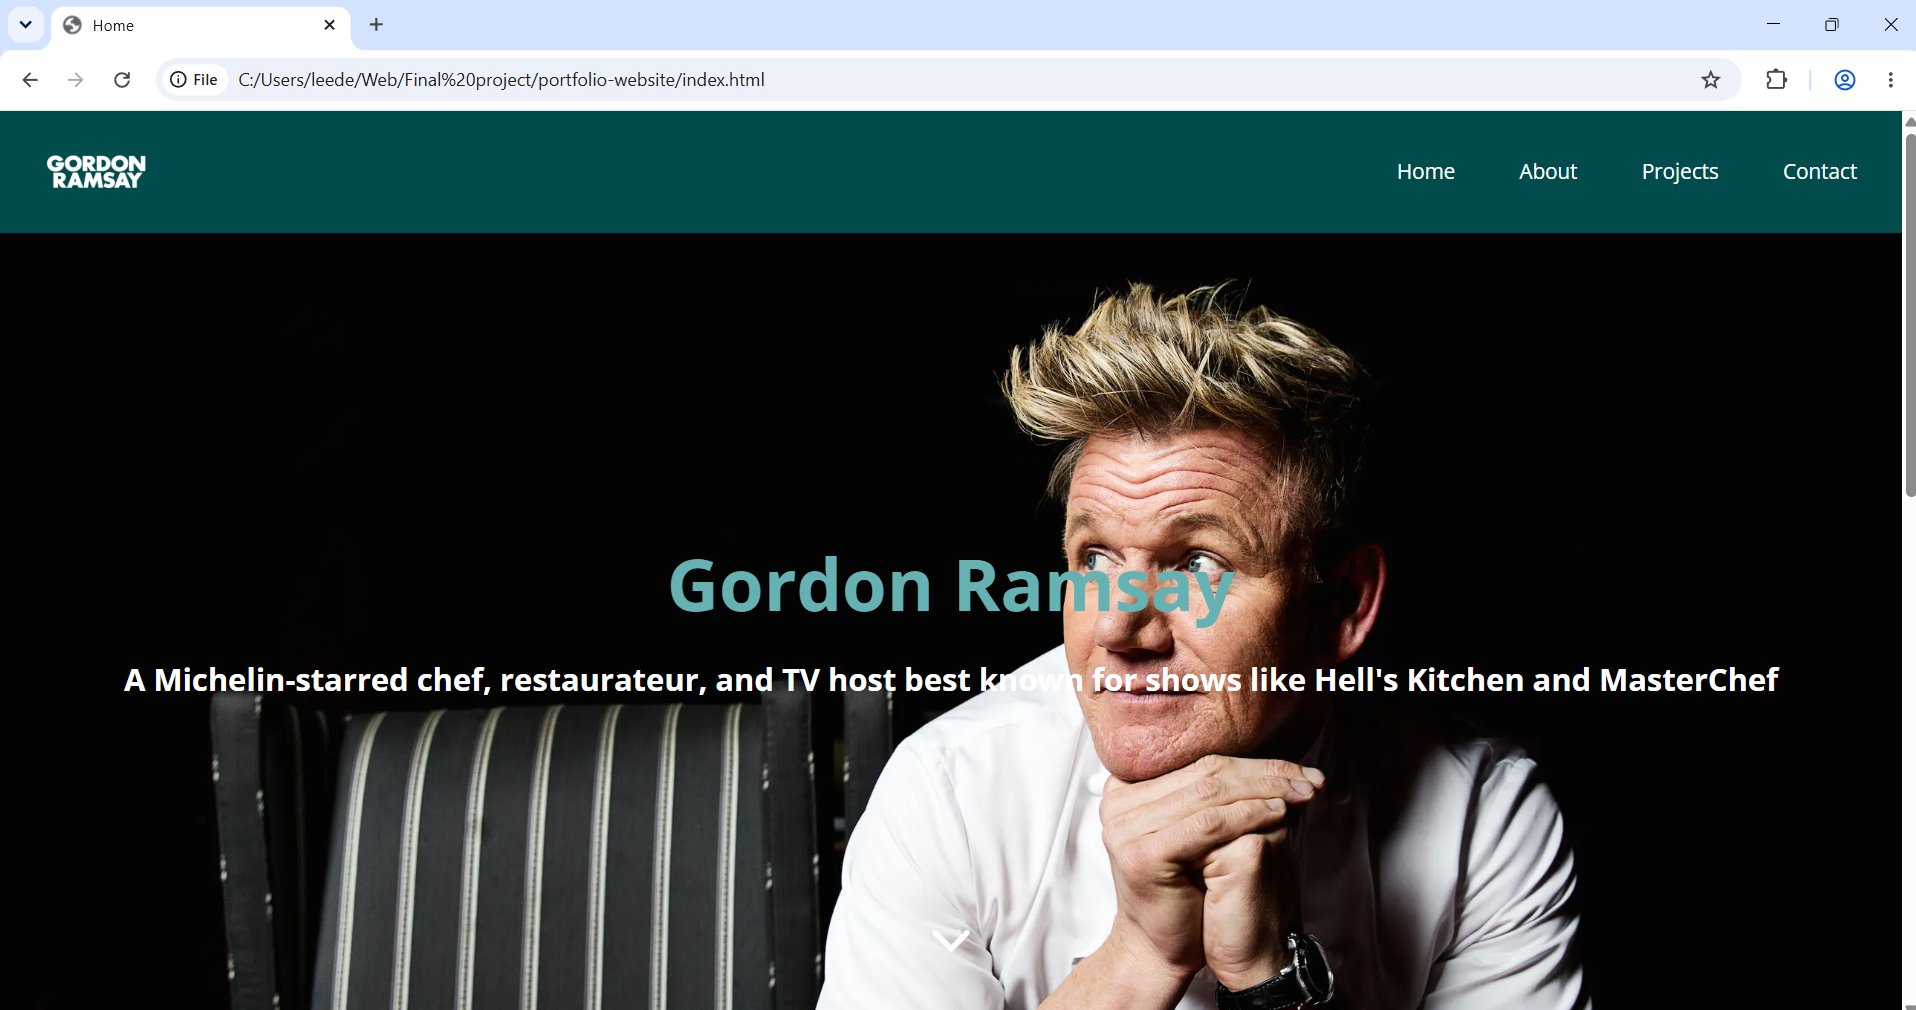 Home
File C:/Users/leede/Web/Final%20project/portfolio-website/index.html
GORDON
RAMSAY
Home About Projects Contact
Gordon Ramsay
A Michelin-starred chef, restaurateur, and TV host best known for shows like Hell's Kitchen and MasterChef